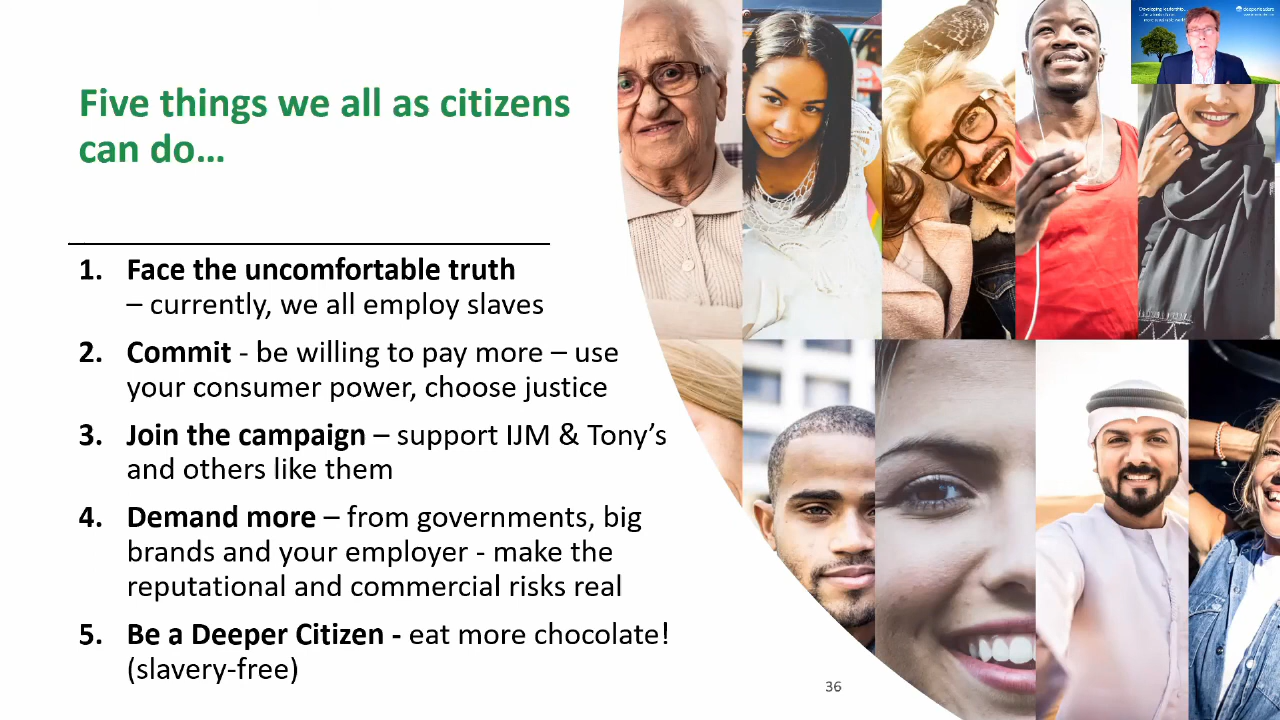 Five things we all as citizens
can do…
1. Face the uncomfortable truth
– currently, we all employ slaves
2. Commit - be willing to pay more – use
your consumer power, choose justice
3. Join the campaign – support IJM & Tony’s
and others like them
4. Demand more – from governments, big
brands and your employer - make the
reputational and commercial risks real
5. Be a Deeper Citizen - eat more chocolate!
(slavery-free)
36
Developing leadership...